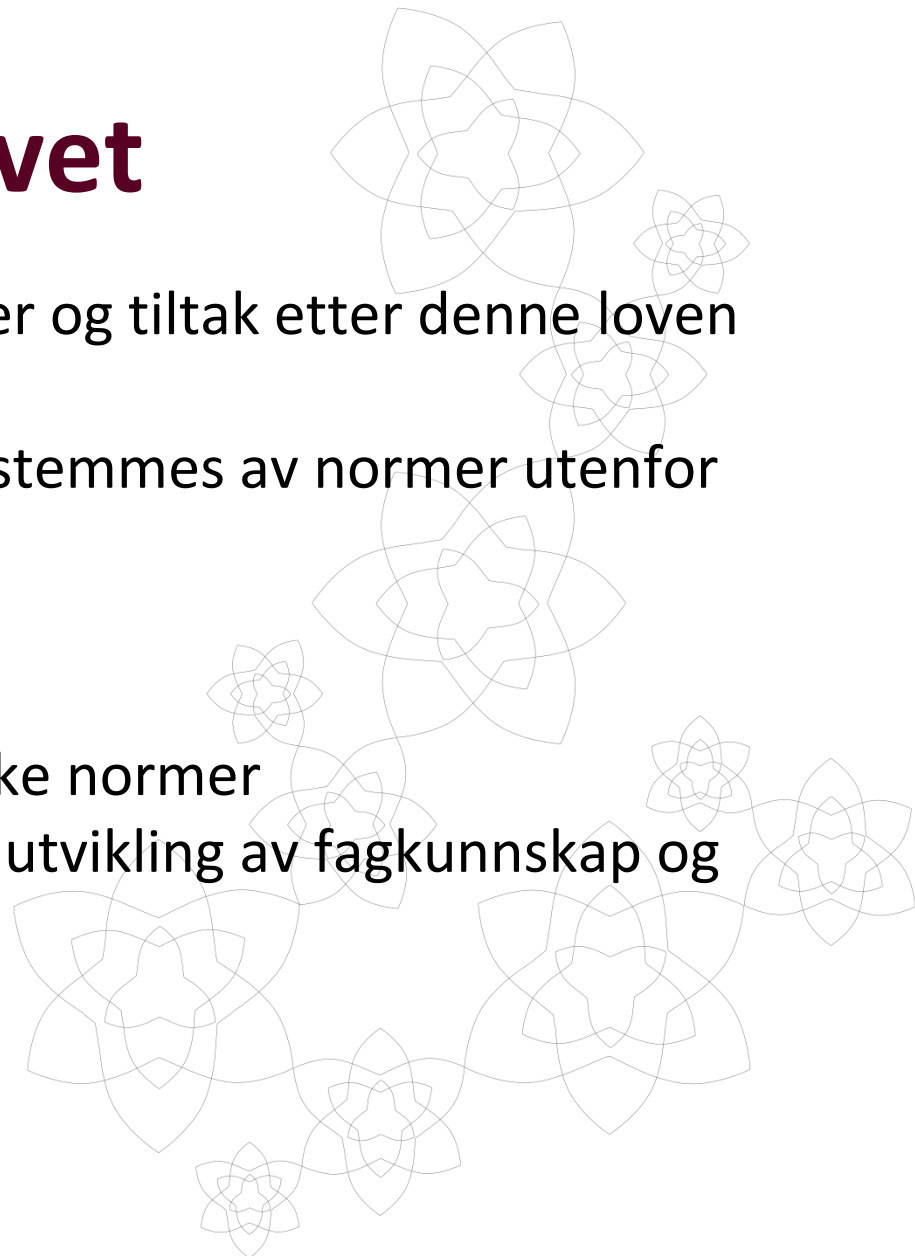 vet
er og tiltak etter denne loven
stemmes av normer utenfor
ke normer
utvikling av fagkunnskap og